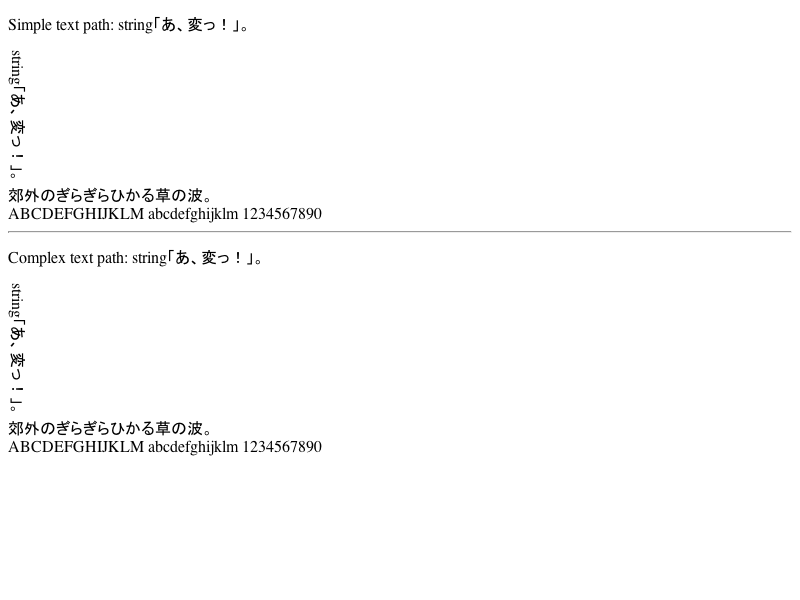 Simple text path: string「あ、変っ！」。
string「あ、変っ！」。
郊外のぎらぎらひかる草の波。
ABCDEFGHIJKLM abcdefghijklm 1234567890
Complex text path: string「あ、変っ！」。
string「あ、変っ！」。
郊外のぎらぎらひかる草の波。
ABCDEFGHIJKLM abcdefghijklm 1234567890